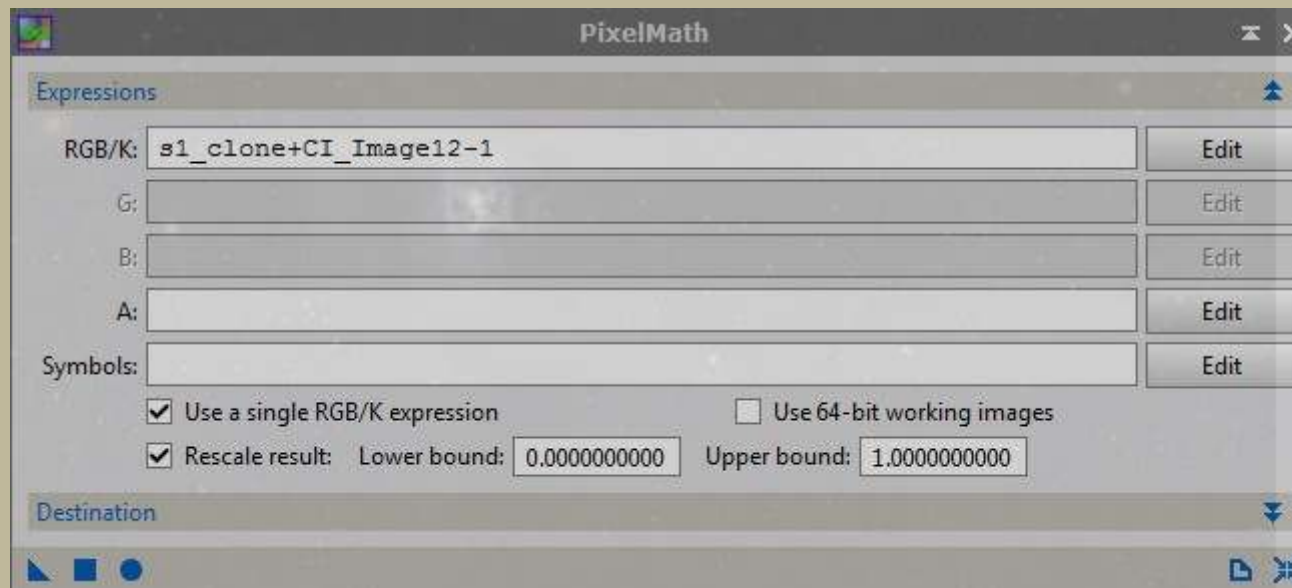 PixelMath
Expressions
RGB/K: s1_clone+CI_Image12-1 Edit
G: Edit
B: Edit
A: Edit
Symbols: Edit
Use a single RGB/K expression Use 64-bit working images
Rescale result: Lower bound: 0.0000000000 Upper bound: 1.0000000000
Destination